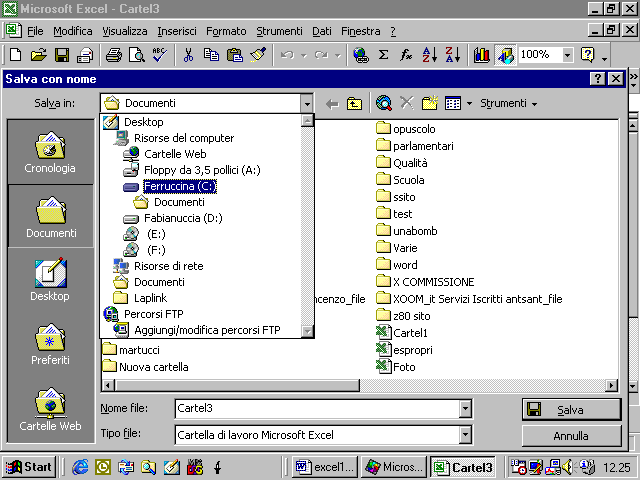 Microsoft Excel - Cartel3
File Modifica Visualizza Inserisci Formato Strumenti Dati Finestra ?
ABC Σ fx A Z Z A 100% ?
Salva con nome
Salva in: Documenti Strumenti
Cronologia
Documenti
Desktop
Preferiti
Cartelle Web
Desktop
Risorse del computer
Cartelle Web
Floppy da 3,5 pollici (A:)
Ferruccina (C:)
Documenti
Fabianuccia (D:)
(E:)
(F:)
Risorse di rete
Documenti
Laplink
Percorsi FTP
Aggiungi/modifica percorsi FTP
martucci
Nuova cartella
opuscolo
parlamentari
Qualità
Scuola
ssito
test
unabomb
Varie
word
X COMMISSIONE
XOOM_it Servizi Iscritti antsant_file
z80 sito
Cartel1
espropri
Foto
Nome file: Cartel3 Salva
Tipo file: Cartella di lavoro Microsoft Excel Annulla
Start excel1... Micros... Cartel3 12.25